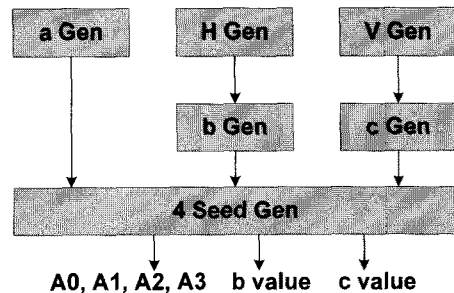 a Gen H Gen V Gen
b Gen c Gen
4 Seed Gen
A0, A1, A2, A3 b value c value